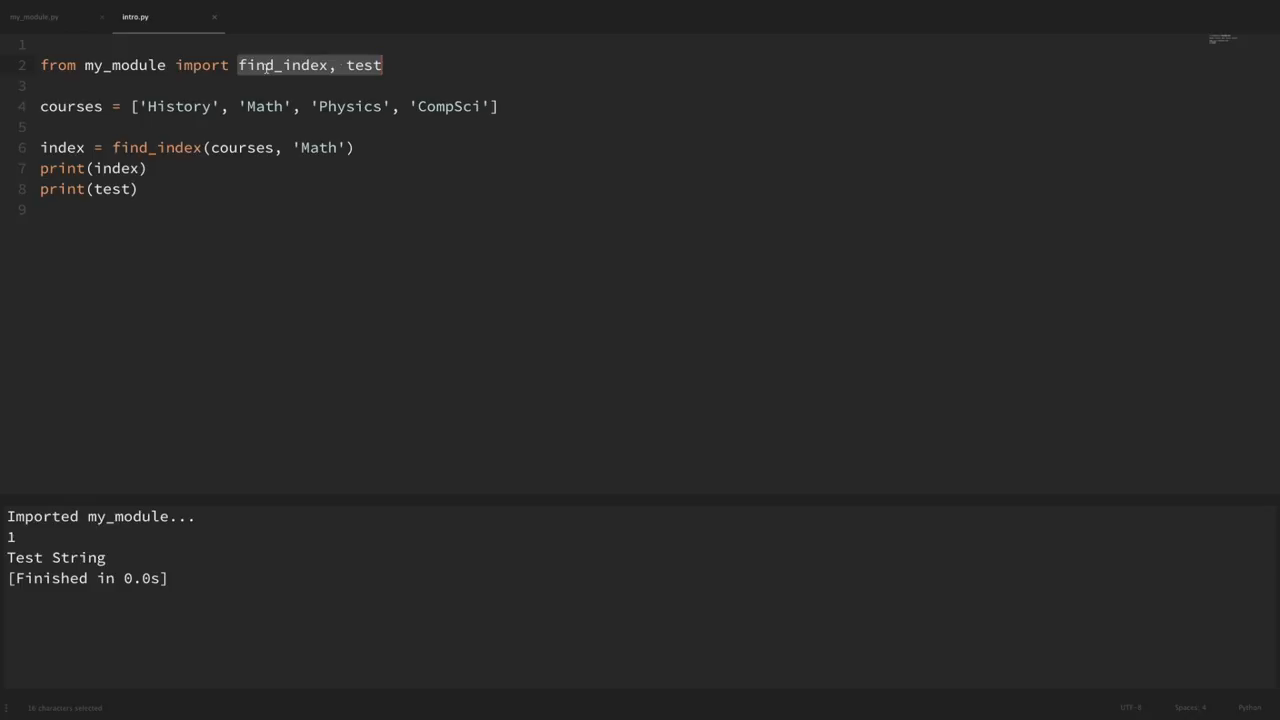 my_module.py × intro.py ×
1
2 from my_module import find_index, test
3
4 courses = ['History', 'Math', 'Physics', 'CompSci']
5
6 index = find_index(courses, 'Math')
7 print(index)
8 print(test)
9
Imported my_module...
1
Test String
[Finished in 0.0s]
16 characters selected UTF-8 Spaces: 4 Python